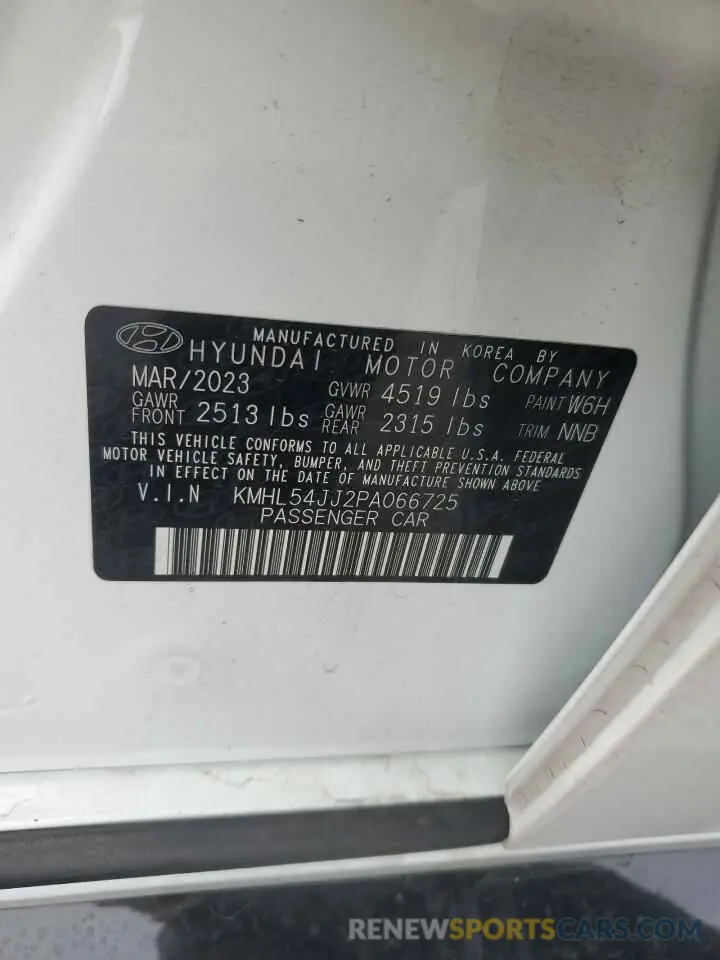 MANUFACTURED IN KOREA BY
HYUNDAI MOTOR COMPANY
MAR/2023 GVWR 4519 lbs PAINT W6H
GAWR FRONT 2513 lbs GAWR REAR 2315 lbs TRIM NNB
THIS VEHICLE CONFORMS TO ALL APPLICABLE U.S.A. FEDERAL
MOTOR VEHICLE SAFETY, BUMPER, AND THEFT PREVENTION STANDARDS
IN EFFECT ON THE DATE OF MANUFACTURE SHOWN ABOVE.
V.I.N KMHL54JJ2PA066725
PASSENGER CAR
RENEWSPORTSCARS.COM